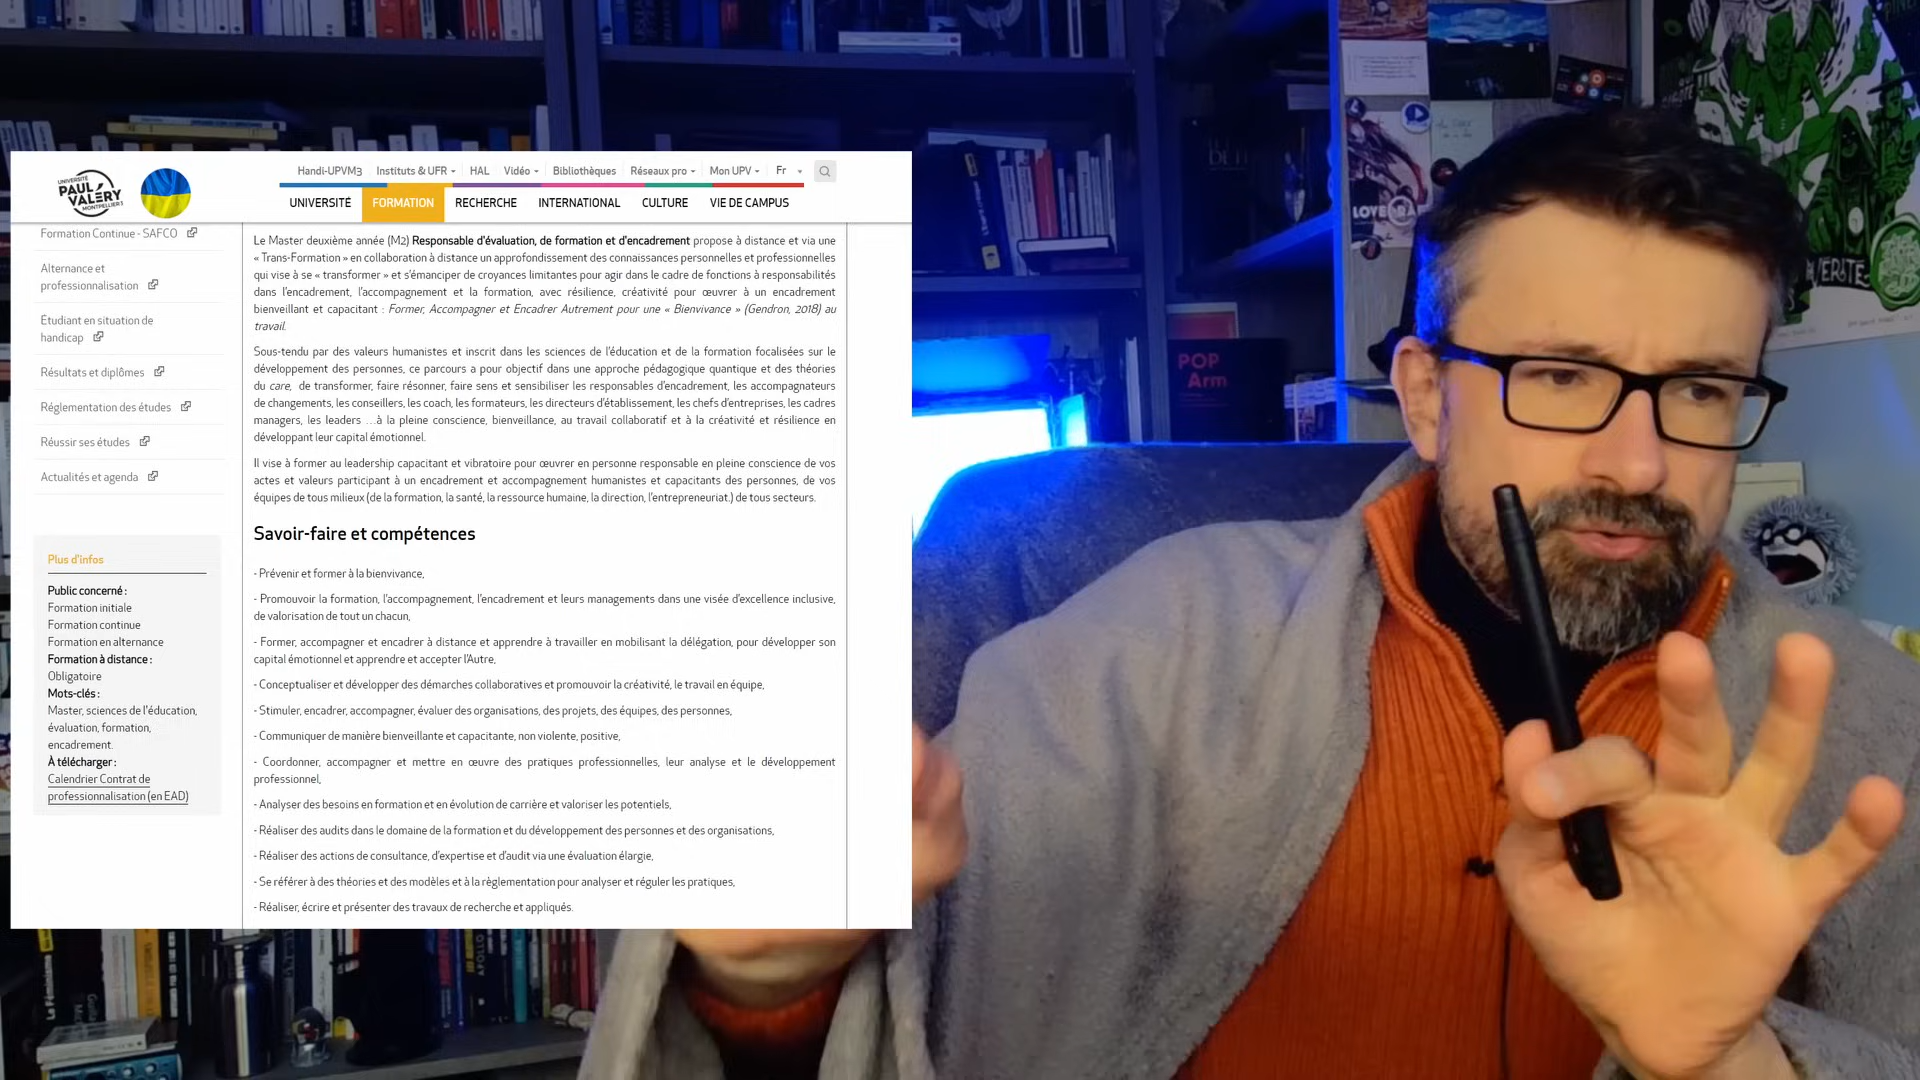 UNIVERSITÉ
PAUL
VALÉRY
MONTPELLIER 3
Handi-UPVM3 Instituts & UFR HAL Vidéo Bibliothèques Réseaux pro Mon UPV Fr
UNIVERSITÉ FORMATION RECHERCHE INTERNATIONAL CULTURE VIE DE CAMPUS
Formation Continue - SAFCO
Alternance et
professionnalisation
Étudiant en situation de
handicap
Résultats et diplômes
Réglementation des études
Réussir ses études
Actualités et agenda
Plus d'infos
Public concerné :
Formation initiale
Formation continue
Formation en alternance
Formation à distance :
Obligatoire
Mots-clés :
Master, sciences de l'éducation,
évaluation, formation,
encadrement.
À télécharger :
Calendrier Contrat de
professionnalisation (en EAD)
Le Master deuxième année (M2) Responsable d'évaluation, de formation et d'encadrement propose à distance et via une
« Trans-Formation » en collaboration à distance un approfondissement des connaissances personnelles et professionnelles
qui vise à se « transformer » et s'émanciper de croyances limitantes pour agir dans le cadre de fonctions à responsabilités
dans l'encadrement, l'accompagnement et la formation, avec résilience, créativité pour œuvrer à un encadrement
bienveillant et capacitant : Former, Accompagner et Encadrer Autrement pour une « Bienvivance » (Gendron, 2018) au
travail.
Sous-tendu par des valeurs humanistes et inscrit dans les sciences de l'éducation et de la formation focalisées sur le
développement des personnes, ce parcours a pour objectif dans une approche pédagogique quantique et des théories
du care, de transformer, faire résonner, faire sens et sensibiliser les responsables d'encadrement, les accompagnateurs
de changements, les conseillers, les coach, les formateurs, les directeurs d'établissement, les chefs d'entreprises, les cadres
managers, les leaders …à la pleine conscience, bienveillance, au travail collaboratif et à la créativité et résilience en
développant leur capital émotionnel.
Il vise à former au leadership capacitant et vibratoire pour œuvrer en personne responsable en pleine conscience de vos
actes et valeurs participant à un encadrement et accompagnement humanistes et capacitants des personnes, de vos
équipes de tous milieux (de la formation, la santé, la ressource humaine, la direction, l'entrepreneuriat.) de tous secteurs.
Savoir-faire et compétences
- Prévenir et former à la bienvivance,
- Promouvoir la formation, l'accompagnement, l'encadrement et leurs managements dans une visée d'excellence inclusive,
de valorisation de tout un chacun,
- Former, accompagner et encadrer à distance et apprendre à travailler en mobilisant la délégation, pour développer son
capital émotionnel et apprendre et accepter l'Autre,
- Conceptualiser et développer des démarches collaboratives et promouvoir la créativité, le travail en équipe,
- Stimuler, encadrer, accompagner, évaluer des organisations, des projets, des équipes, des personnes,
- Communiquer de manière bienveillante et capacitante, non violente, positive,
- Coordonner, accompagner et mettre en œuvre des pratiques professionnelles, leur analyse et le développement
professionnel,
- Analyser des besoins en formation et en évolution de carrière et valoriser les potentiels,
- Réaliser des audits dans le domaine de la formation et du développement des personnes et des organisations,
- Réaliser des actions de consultance, d'expertise et d'audit via une évaluation élargie,
- Se référer à des théories et des modèles et à la règlementation pour analyser et réguler les pratiques,
- Réaliser, écrire et présenter des travaux de recherche et appliqués.
POP
Arm